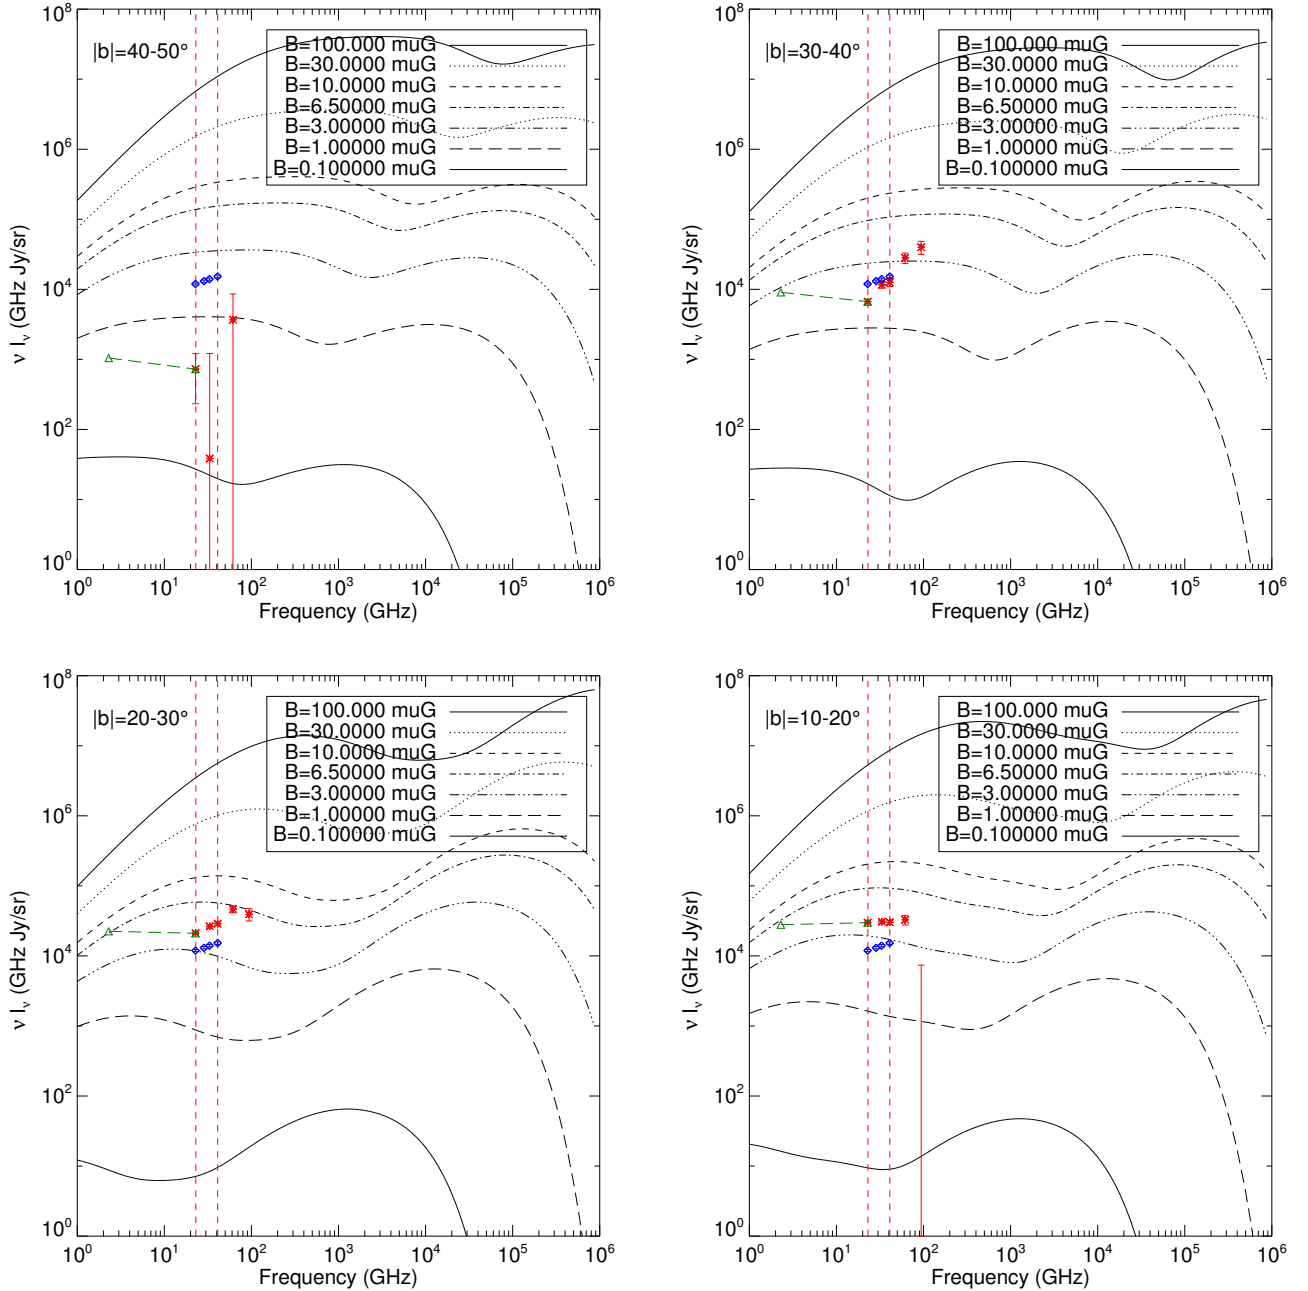 |b|=40-50°
B=100.000 muG
B=30.0000 muG
B=10.0000 muG
B=6.50000 muG
B=3.00000 muG
B=1.00000 muG
B=0.100000 muG
10^8
10^6
10^4
10^2
10^0
ν I_ν (GHz Jy/sr)
10^0 10^1 10^2 10^3 10^4 10^5 10^6
Frequency (GHz)
|b|=30-40°
B=100.000 muG
B=30.0000 muG
B=10.0000 muG
B=6.50000 muG
B=3.00000 muG
B=1.00000 muG
B=0.100000 muG
10^8
10^6
10^4
10^2
10^0
ν I_ν (GHz Jy/sr)
10^0 10^1 10^2 10^3 10^4 10^5 10^6
Frequency (GHz)
|b|=20-30°
B=100.000 muG
B=30.0000 muG
B=10.0000 muG
B=6.50000 muG
B=3.00000 muG
B=1.00000 muG
B=0.100000 muG
10^8
10^6
10^4
10^2
10^0
ν I_ν (GHz Jy/sr)
10^0 10^1 10^2 10^3 10^4 10^5 10^6
Frequency (GHz)
|b|=10-20°
B=100.000 muG
B=30.0000 muG
B=10.0000 muG
B=6.50000 muG
B=3.00000 muG
B=1.00000 muG
B=0.100000 muG
10^8
10^6
10^4
10^2
10^0
ν I_ν (GHz Jy/sr)
10^0 10^1 10^2 10^3 10^4 10^5 10^6
Frequency (GHz)